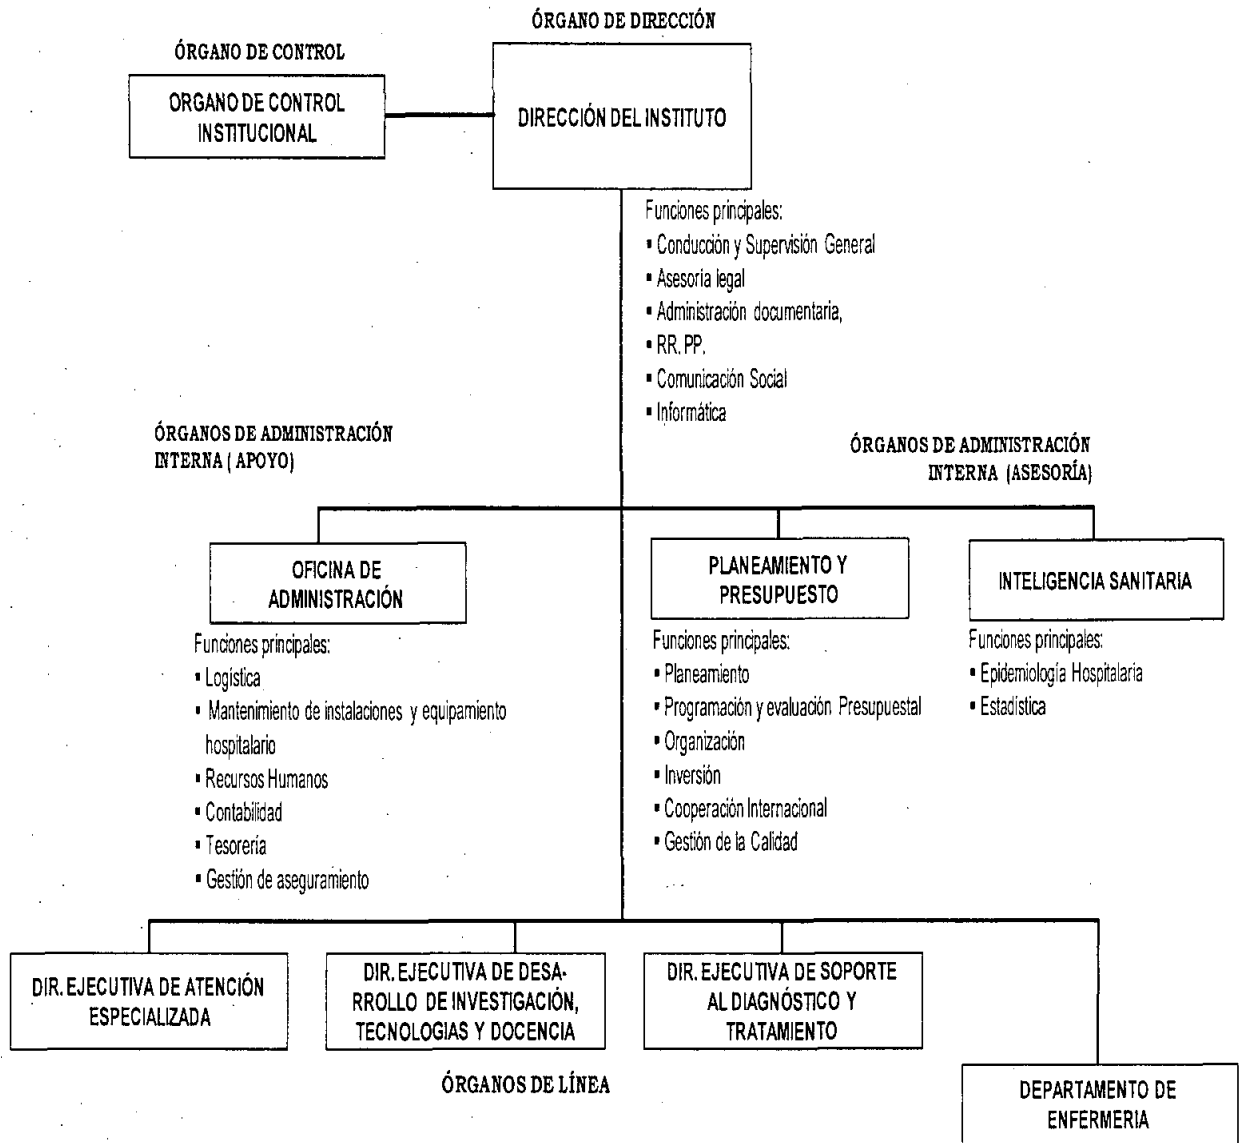 ÓRGANO DE DIRECCIÓN
ÓRGANO DE CONTROL
ORGANO DE CONTROL
INSTITUCIONAL
DIRECCIÓN DEL INSTITUTO
Funciones principales:
▪ Conducción y Supervisión General
▪ Asesoria legal
▪ Administración documentaria,
▪ RR. PP.
▪ Comunicación Social
▪ Informática
ÓRGANOS DE ADMINISTRACIÓN
INTERNA ( APOYO)
ÓRGANOS DE ADMINISTRACIÓN
INTERNA (ASESORÍA)
OFICINA DE
ADMINISTRACIÓN
Funciones principales:
▪ Logística
▪ Mantenimiento de instalaciones y equipamiento
hospitalario
▪ Recursos Humanos
▪ Contabilidad
▪ Tesorería
▪ Gestión de aseguramiento
PLANEAMIENTO Y
PRESUPUESTO
Funciones principales:
▪ Planeamiento
▪ Programación y evaluación Presupuestal
▪ Organización
▪ Inversión
▪ Cooperación Internacional
▪ Gestión de la Calidad
INTELIGENCIA SANITARIA
Funciones principales:
▪ Epidemiología Hospitalaria
▪ Estadística
DIR. EJECUTIVA DE ATENCIÓN
ESPECIALIZADA
DIR. EJECUTIVA DE DESA-
RROLLO DE INVESTIGACIÓN,
TECNOLOGIAS Y DOCENCIA
DIR. EJECUTIVA DE SOPORTE
AL DIAGNÓSTICO Y
TRATAMIENTO
ÓRGANOS DE LÍNEA
DEPARTAMENTO DE
ENFERMERIA